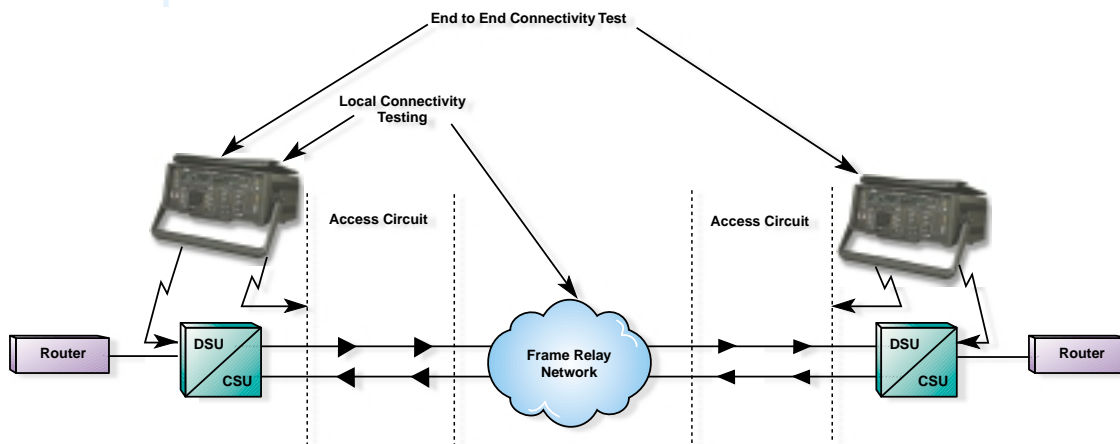 End to End Connectivity Test
Local Connectivity
Testing
Access Circuit
Access Circuit
Router
DSU
CSU
Frame Relay
Network
DSU
CSU
Router